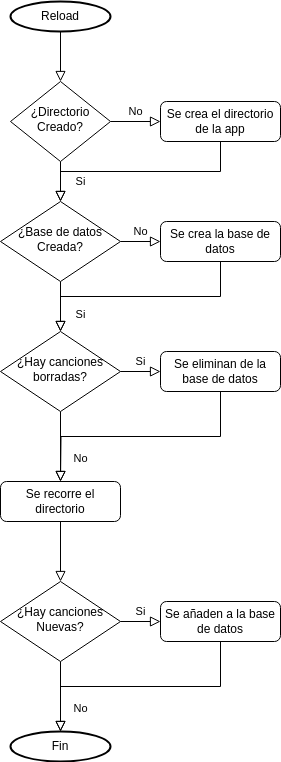 Reload
¿Directorio
Creado?
No
Se crea el directorio
de la app
Si
¿Base de datos
Creada?
No
Se crea la base de
datos
Si
¿Hay canciones
borradas?
Si
Se eliminan de la
base de datos
No
Se recorre el
directorio
¿Hay canciones
Nuevas?
Si
Se añaden a la base
de datos
No
Fin